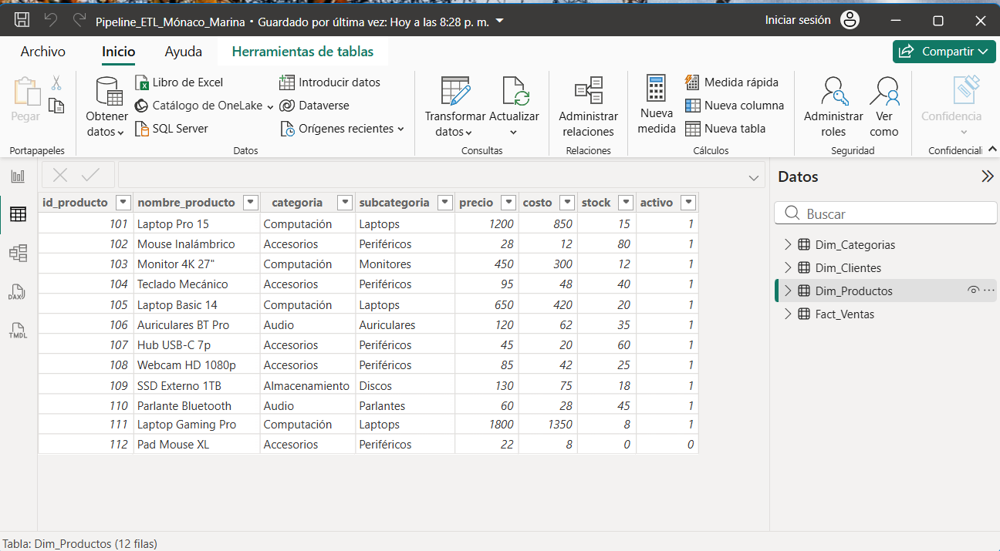 Pipeline_ETL_Mónaco_Marina • Guardado por última vez: Hoy a las 8:28 p. m.
Iniciar sesión
Archivo Inicio Ayuda Herramientas de tablas
Compartir
Pegar
Portapapeles
Obtener datos
Libro de Excel
Catálogo de OneLake
SQL Server
Introducir datos
Dataverse
Orígenes recientes
Datos
Transformar datos
Actualizar
Consultas
Administrar relaciones
Relaciones
Nueva medida
Medida rápida
Nueva columna
Nueva tabla
Cálculos
Administrar roles
Ver como
Seguridad
Confidencia
Confidenciali
DAX
TMDL
id_producto nombre_producto categoria subcategoria precio costo stock activo
101 Laptop Pro 15 Computación Laptops 1200 850 15 1
102 Mouse Inalámbrico Accesorios Periféricos 28 12 80 1
103 Monitor 4K 27" Computación Monitores 450 300 12 1
104 Teclado Mecánico Accesorios Periféricos 95 48 40 1
105 Laptop Basic 14 Computación Laptops 650 420 20 1
106 Auriculares BT Pro Audio Auriculares 120 62 35 1
107 Hub USB-C 7p Accesorios Periféricos 45 20 60 1
108 Webcam HD 1080p Accesorios Periféricos 85 42 25 1
109 SSD Externo 1TB Almacenamiento Discos 130 75 18 1
110 Parlante Bluetooth Audio Parlantes 60 28 45 1
111 Laptop Gaming Pro Computación Laptops 1800 1350 8 1
112 Pad Mouse XL Accesorios Periféricos 22 8 0 0
Datos
Buscar
Dim_Categorias
Dim_Clientes
Dim_Productos
Fact_Ventas
Tabla: Dim_Productos (12 filas)